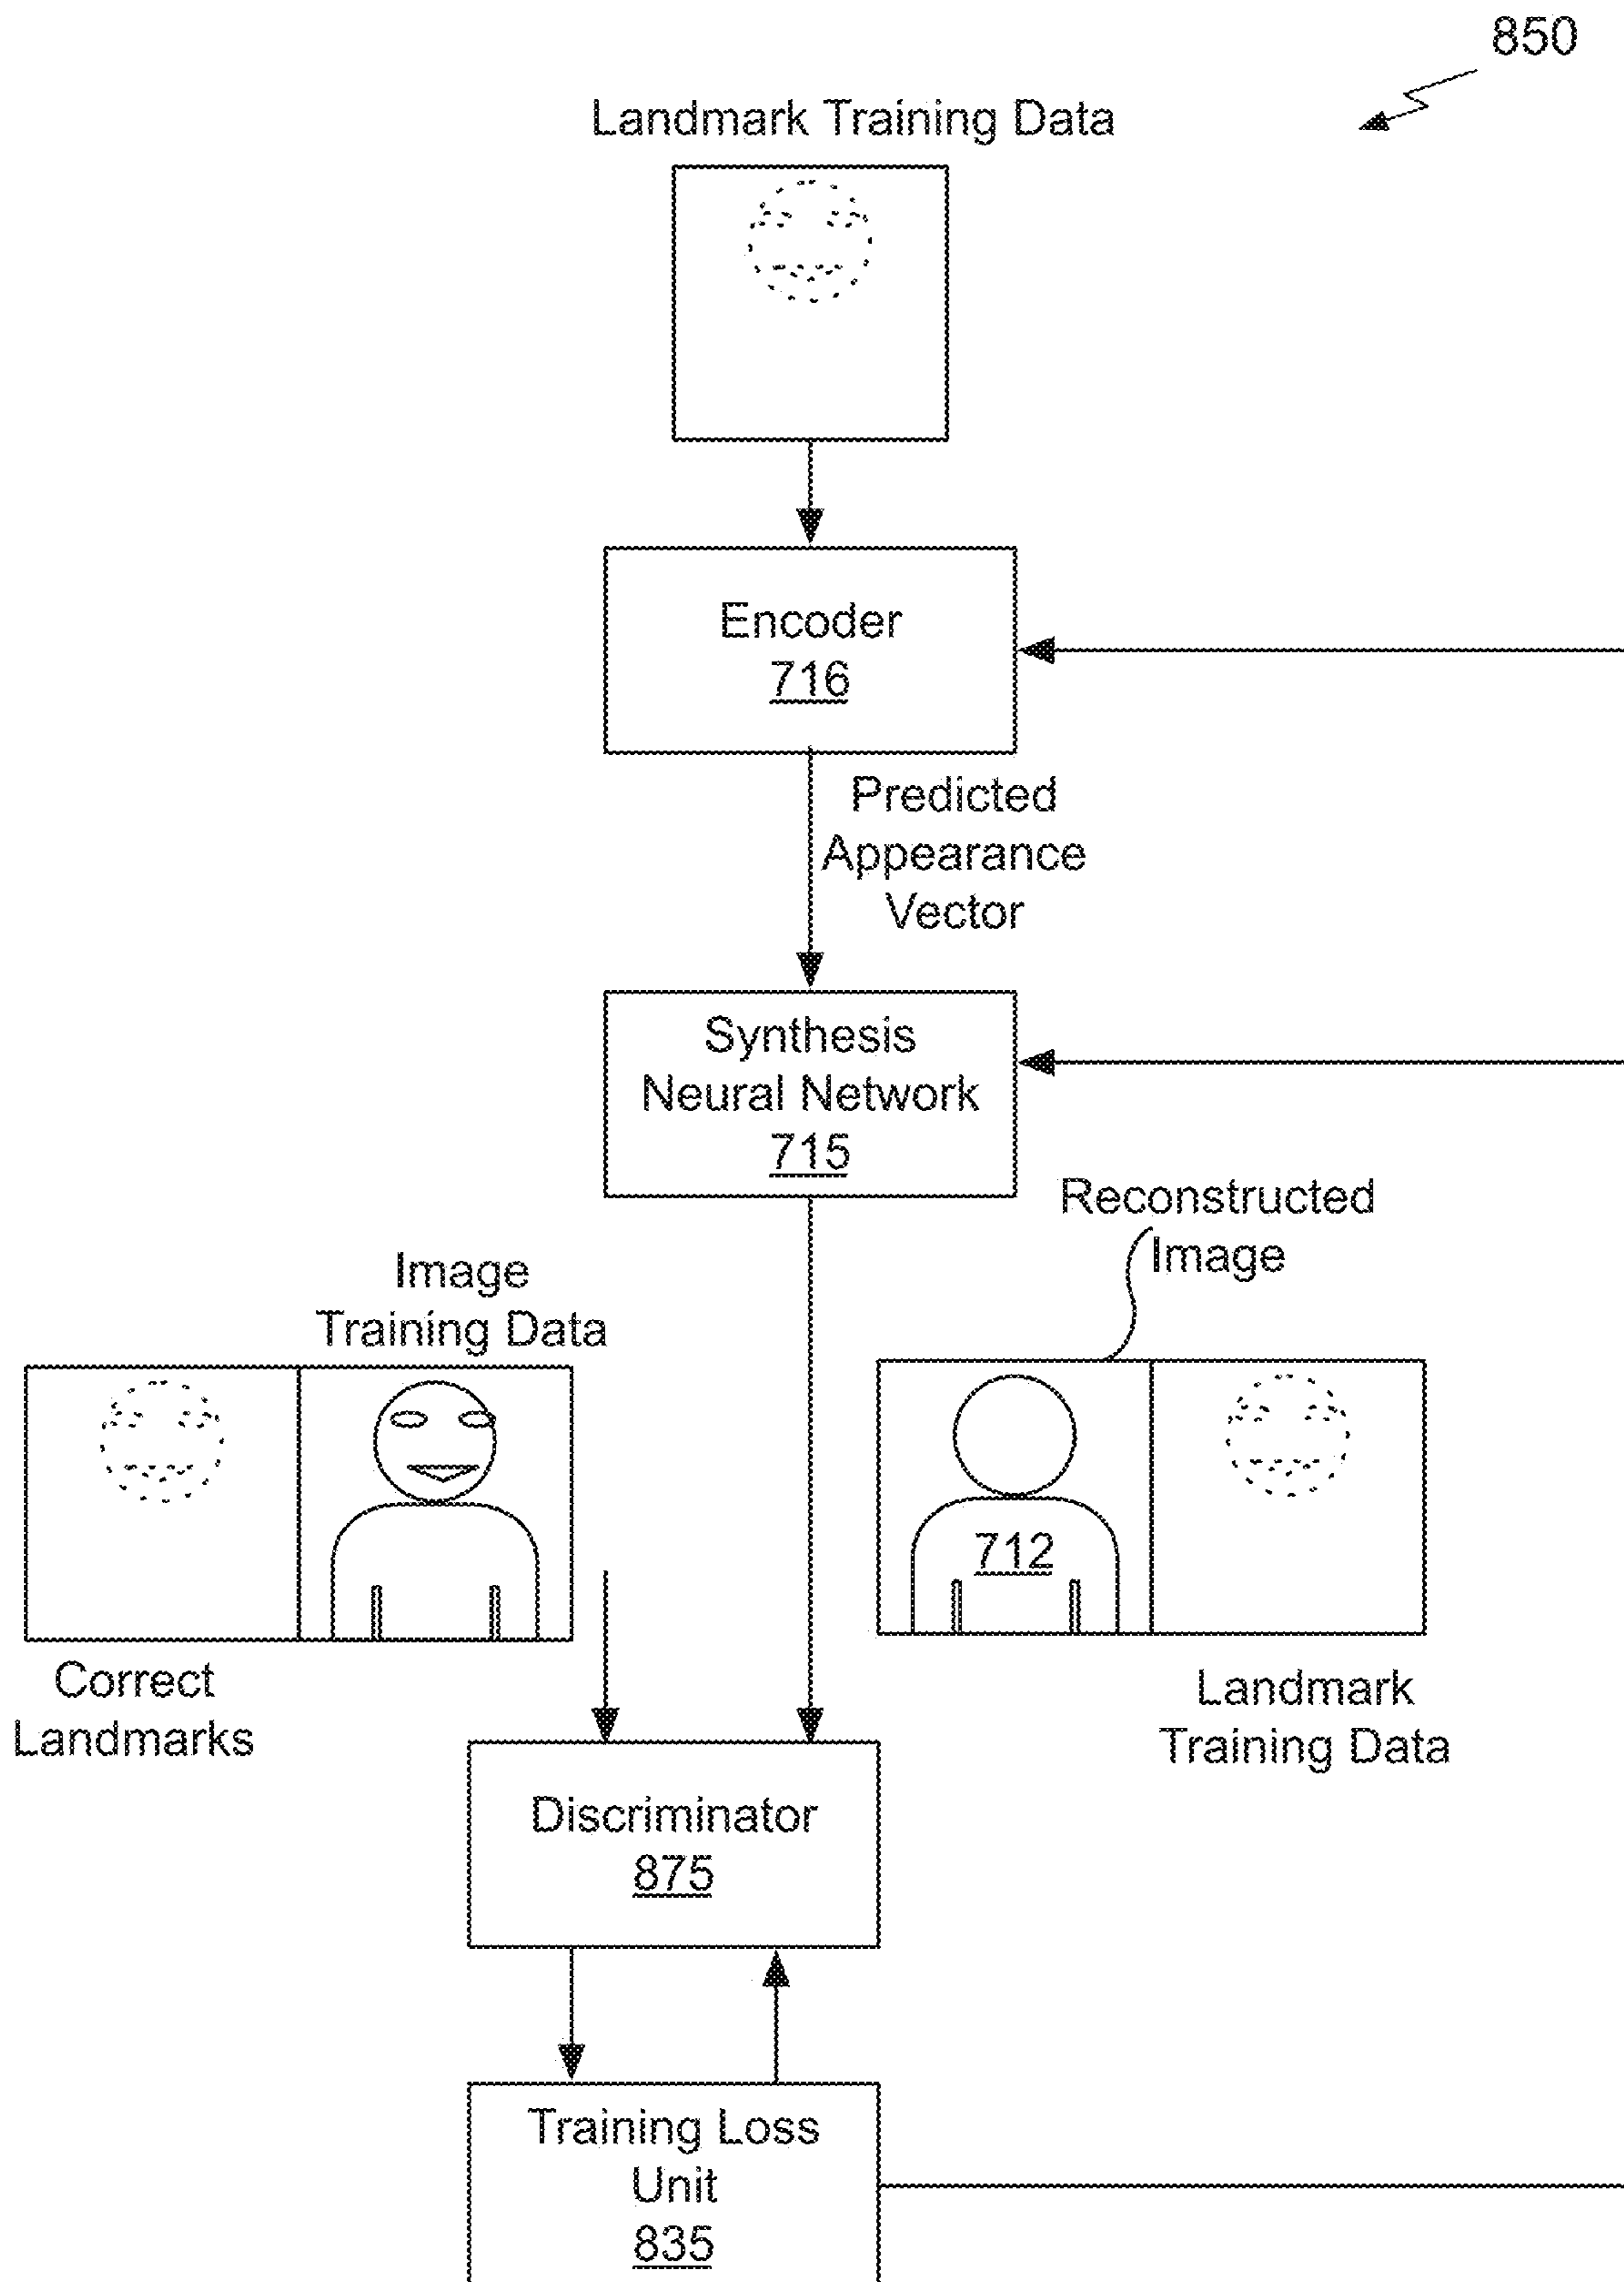 850
Landmark Training Data
Encoder
716
Predicted
Appearance
Vector
Synthesis
Neural Network
715
Reconstructed
Image
Image
Training Data
712
Correct
Landmarks
Landmark
Training Data
Discriminator
875
Training Loss
Unit
835